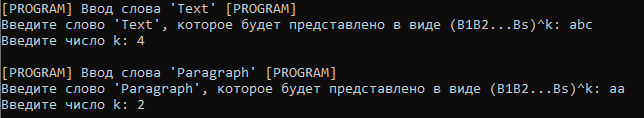 [PROGRAM] Ввод слова 'Text' [PROGRAM]
Введите слово 'Text', которое будет представлено в виде (B1B2...Bs)^k: abc
Введите число k: 4
[PROGRAM] Ввод слова 'Paragraph' [PROGRAM]
Введите слово 'Paragraph', которое будет представлено в виде (B1B2...Bs)^k: aa
Введите число k: 2